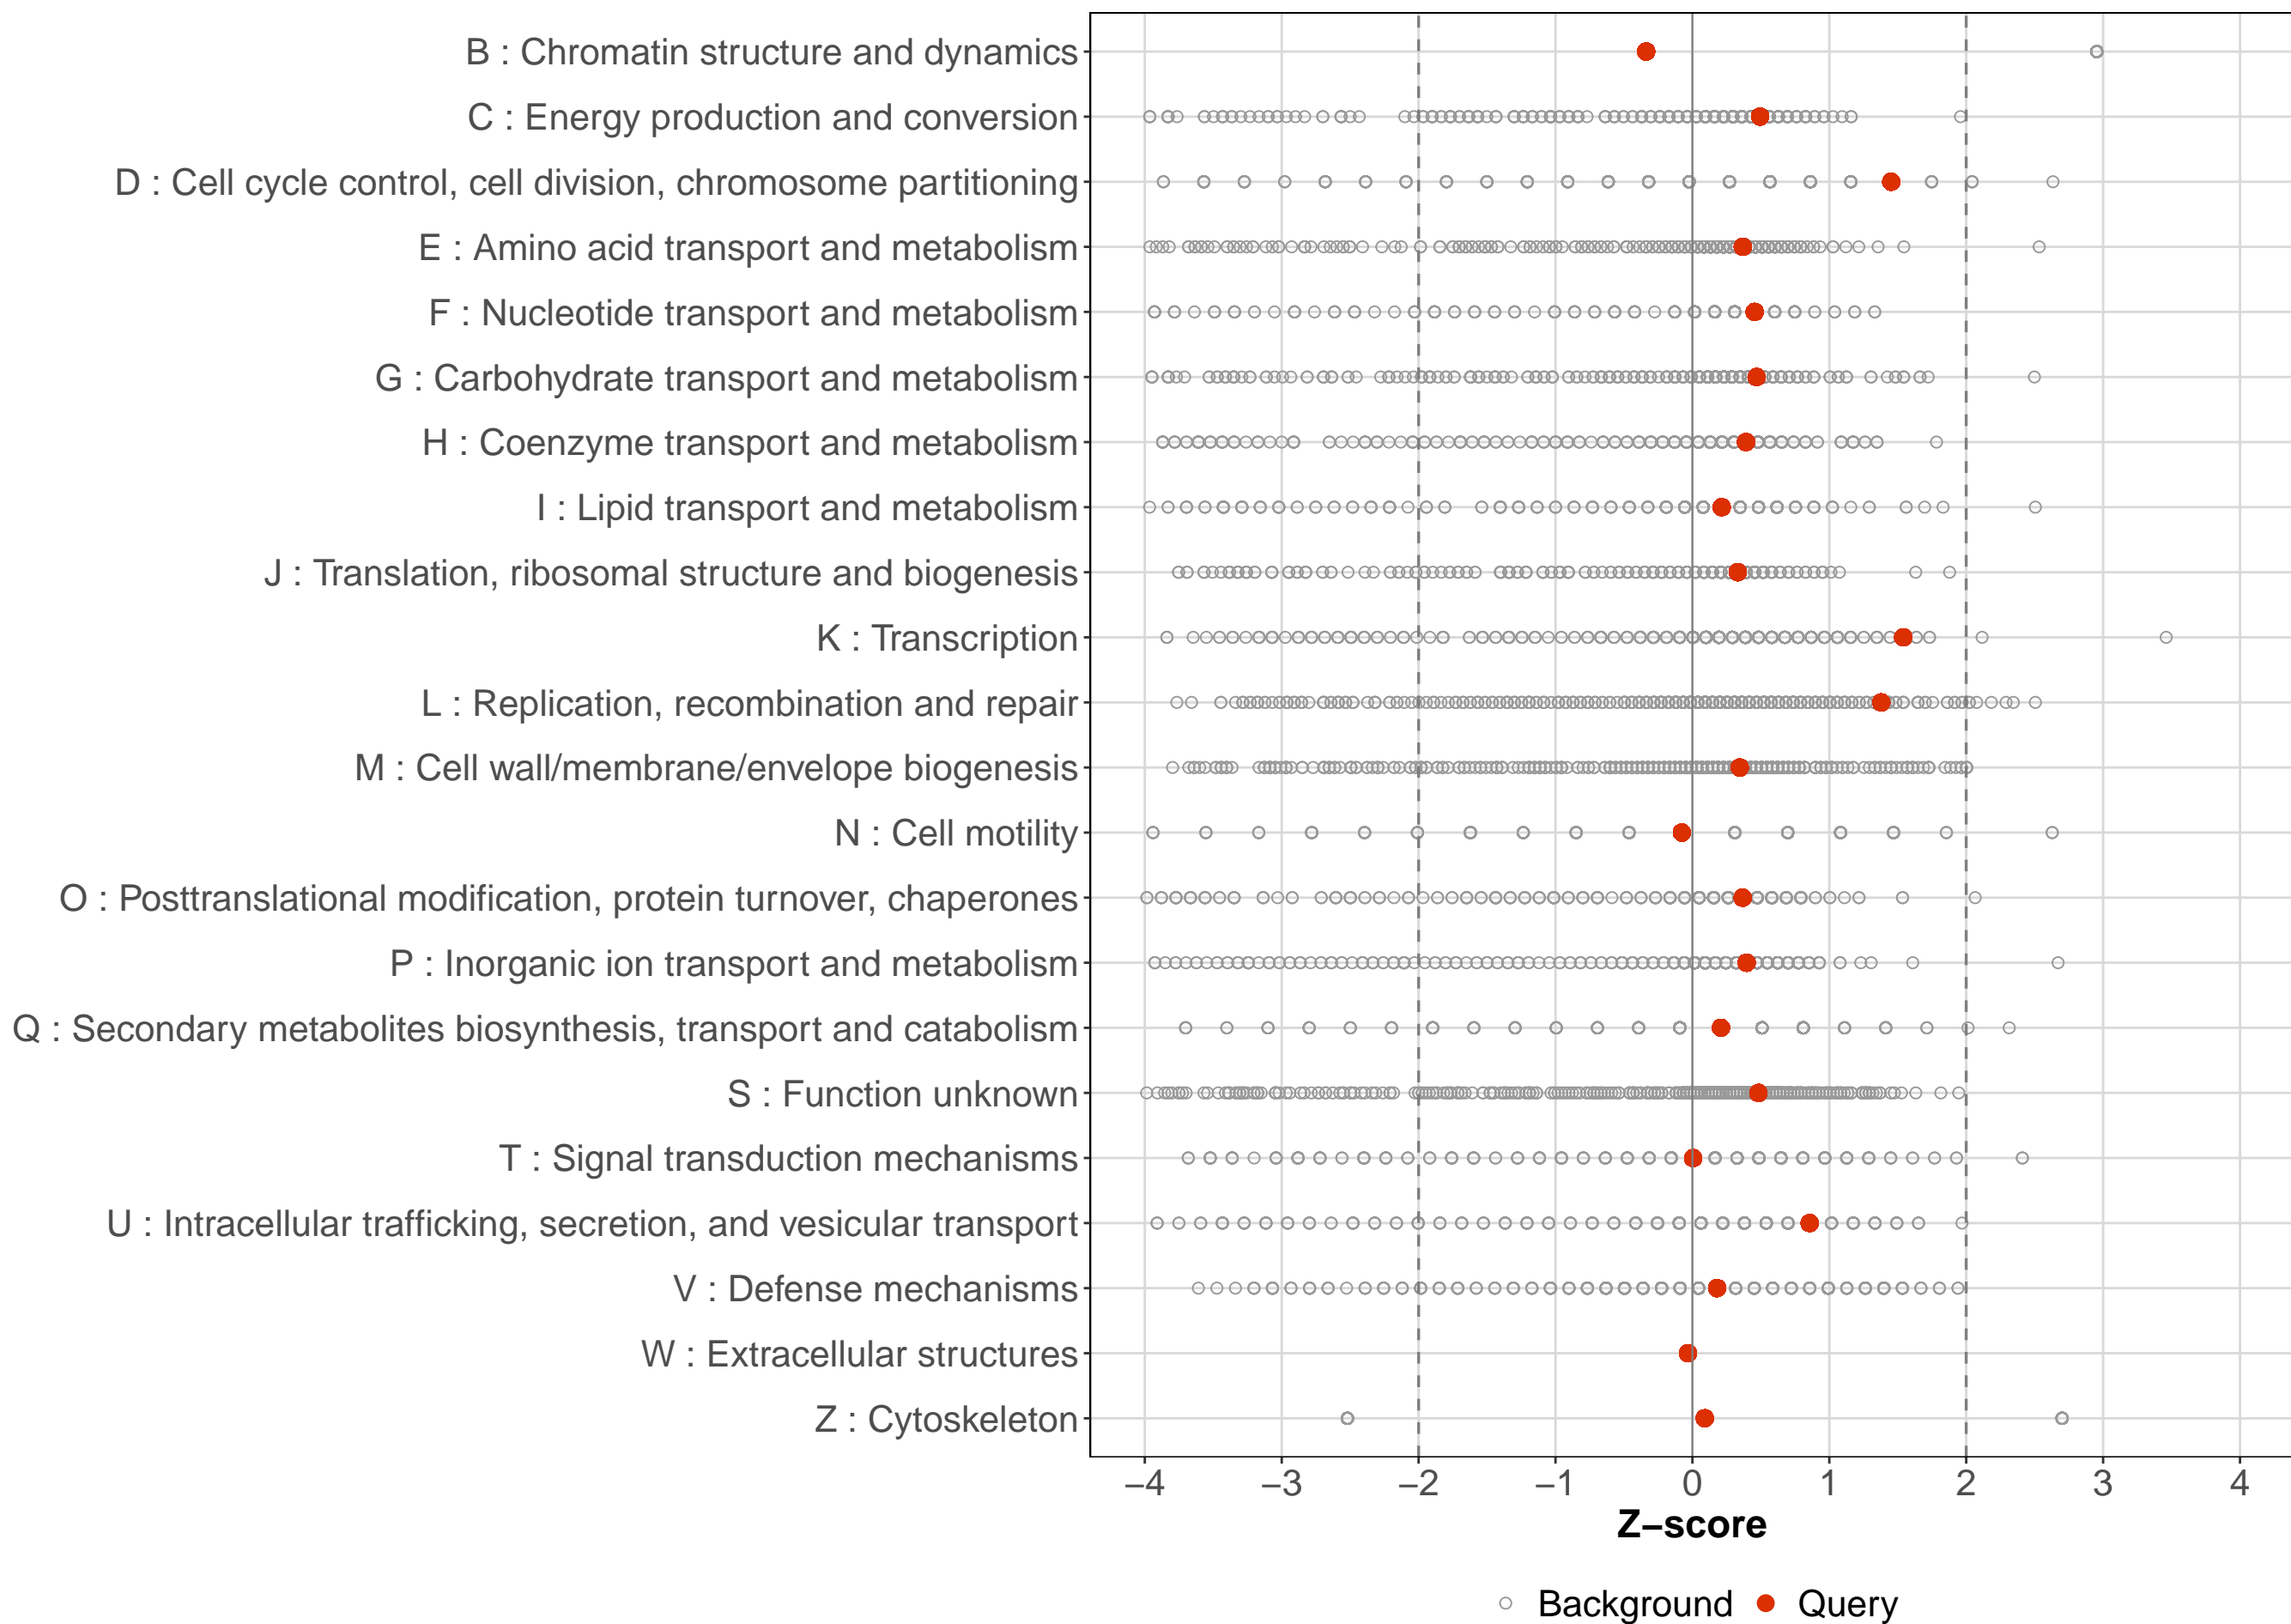 B : Chromatin structure and dynamics
C : Energy production and conversion
D : Cell cycle control, cell division, chromosome partitioning
E : Amino acid transport and metabolism
F : Nucleotide transport and metabolism
G : Carbohydrate transport and metabolism
H : Coenzyme transport and metabolism
I : Lipid transport and metabolism
J : Translation, ribosomal structure and biogenesis
K : Transcription
L : Replication, recombination and repair
M : Cell wall/membrane/envelope biogenesis
N : Cell motility
O : Posttranslational modification, protein turnover, chaperones
P : Inorganic ion transport and metabolism
Q : Secondary metabolites biosynthesis, transport and catabolism
S : Function unknown
T : Signal transduction mechanisms
U : Intracellular trafficking, secretion, and vesicular transport
V : Defense mechanisms
W : Extracellular structures
Z : Cytoskeleton
−4 −3 −2 −1 0 1 2 3 4
Z−score
Background Query